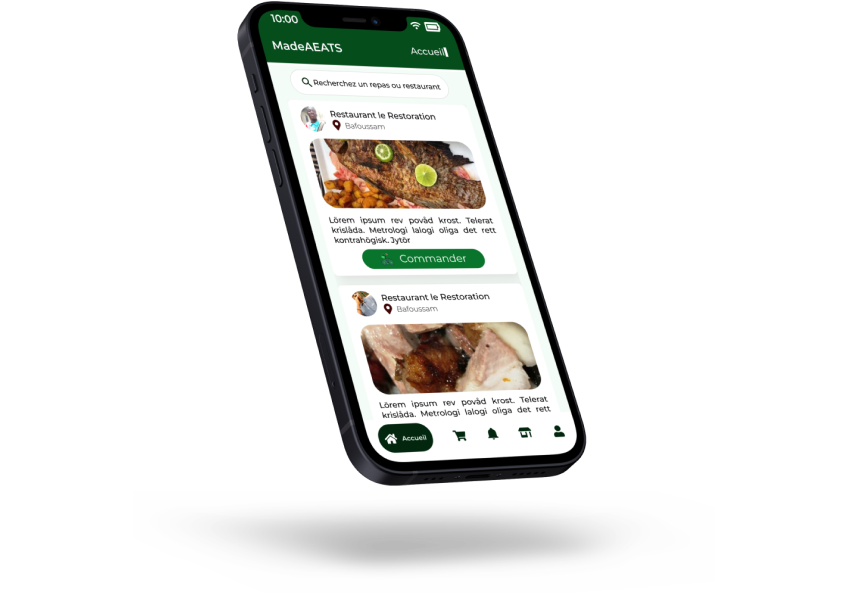 10:00
MadeAEATS
Accueil
Recherchez un repas ou restaurant
Restaurant le Restoration
Bafoussam
Lörem ipsum rev povåd krost. Telerat
krislåda. Metrologi lalogi oliga det rett
kontrahögisk. Jytör
Commander
Restaurant le Restoration
Bafoussam
Lörem ipsum rev povåd krost. Telerat
krislåda. Metrologi lalogi oliga det rett
Accueil